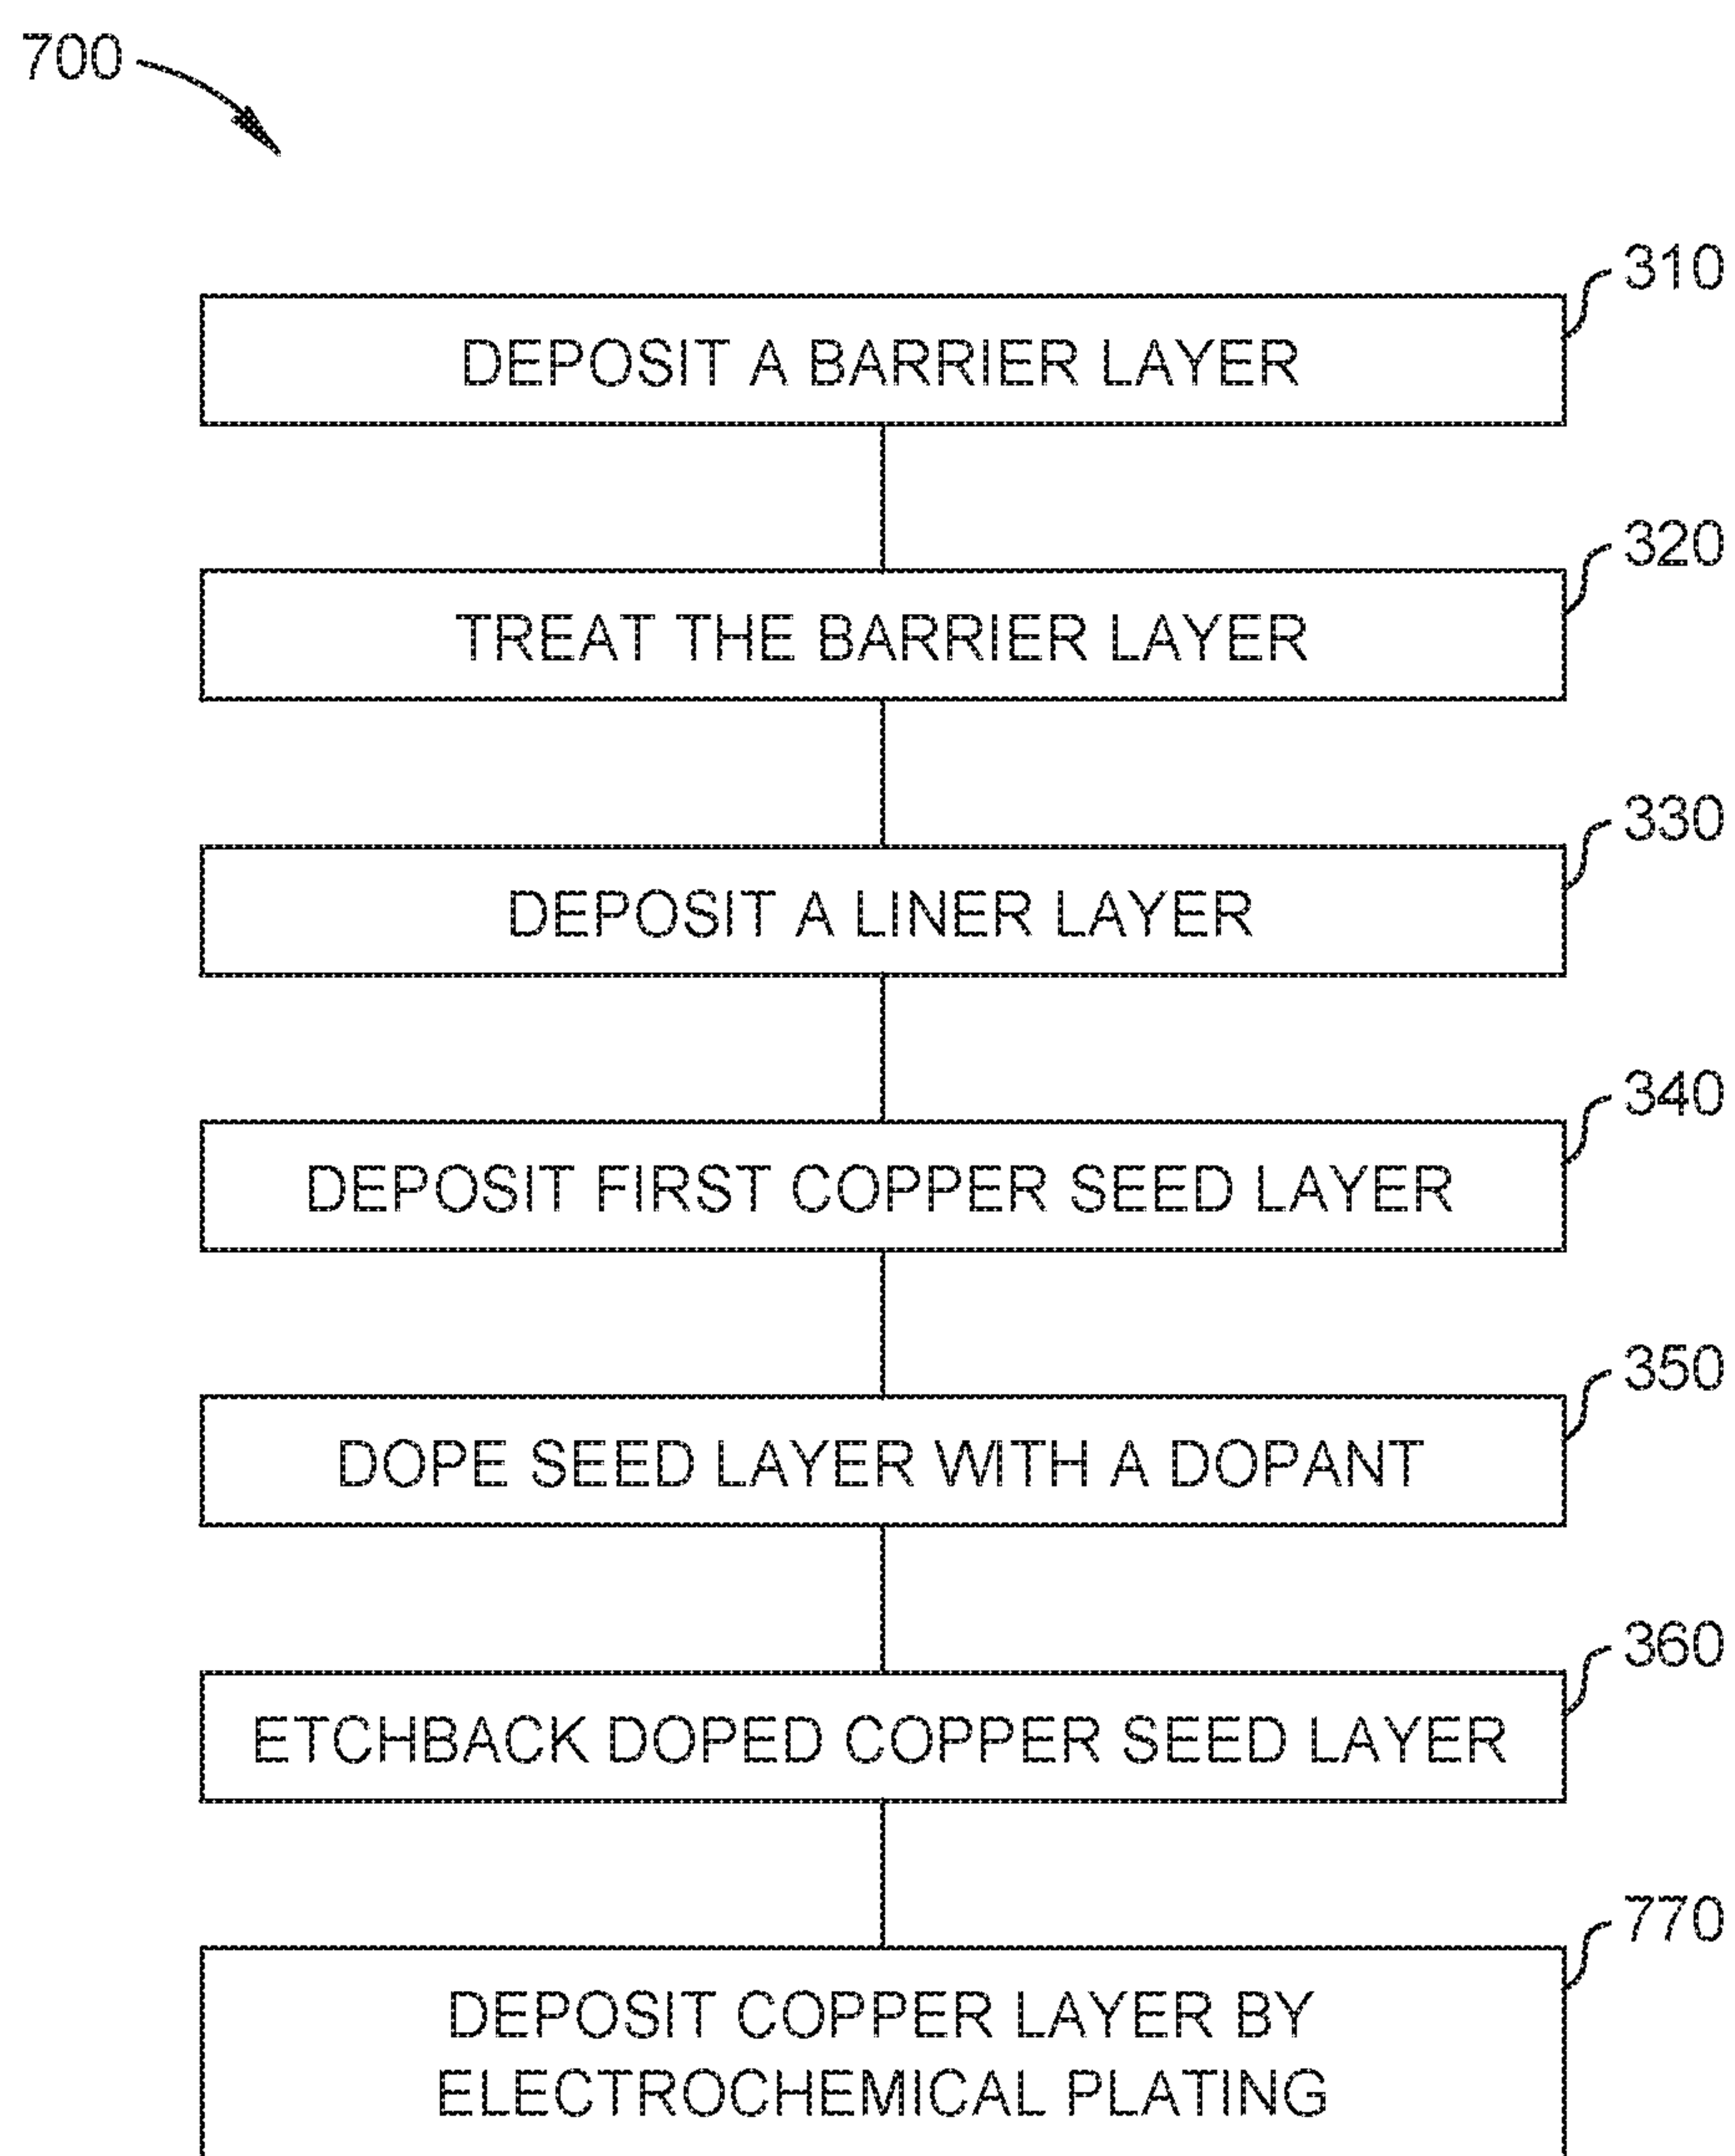 700
310
DEPOSIT A BARRIER LAYER
320
TREAT THE BARRIER LAYER
330
DEPOSIT A LINER LAYER
340
DEPOSIT FIRST COPPER SEED LAYER
350
DOPE SEED LAYER WITH A DOPANT
360
ETCHBACK DOPED COPPER SEED LAYER
770
DEPOSIT COPPER LAYER BY
ELECTROCHEMICAL PLATING